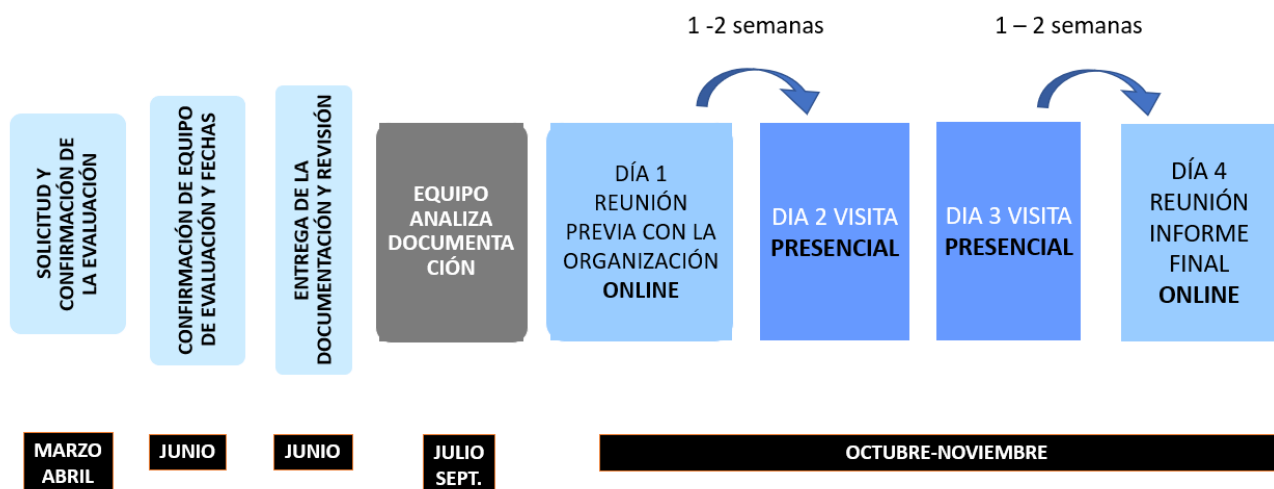 1 -2 semanas
1 – 2 semanas
SOLICITUD Y
CONFIRMACIÓN DE
LA EVALUACIÓN
CONFIRMACIÓN DE EQUIPO
DE EVALUACIÓN Y FECHAS
ENTREGA DE LA
DOCUMENTACIÓN Y REVISIÓN
EQUIPO
ANALIZA
DOCUMENTA
CIÓN
DÍA 1
REUNIÓN
PREVIA CON LA
ORGANIZACIÓN
ONLINE
DIA 2 VISITA
PRESENCIAL
DIA 3 VISITA
PRESENCIAL
DÍA 4
REUNIÓN
INFORME
FINAL
ONLINE
MARZO
ABRIL
JUNIO
JUNIO
JULIO
SEPT.
OCTUBRE-NOVIEMBRE